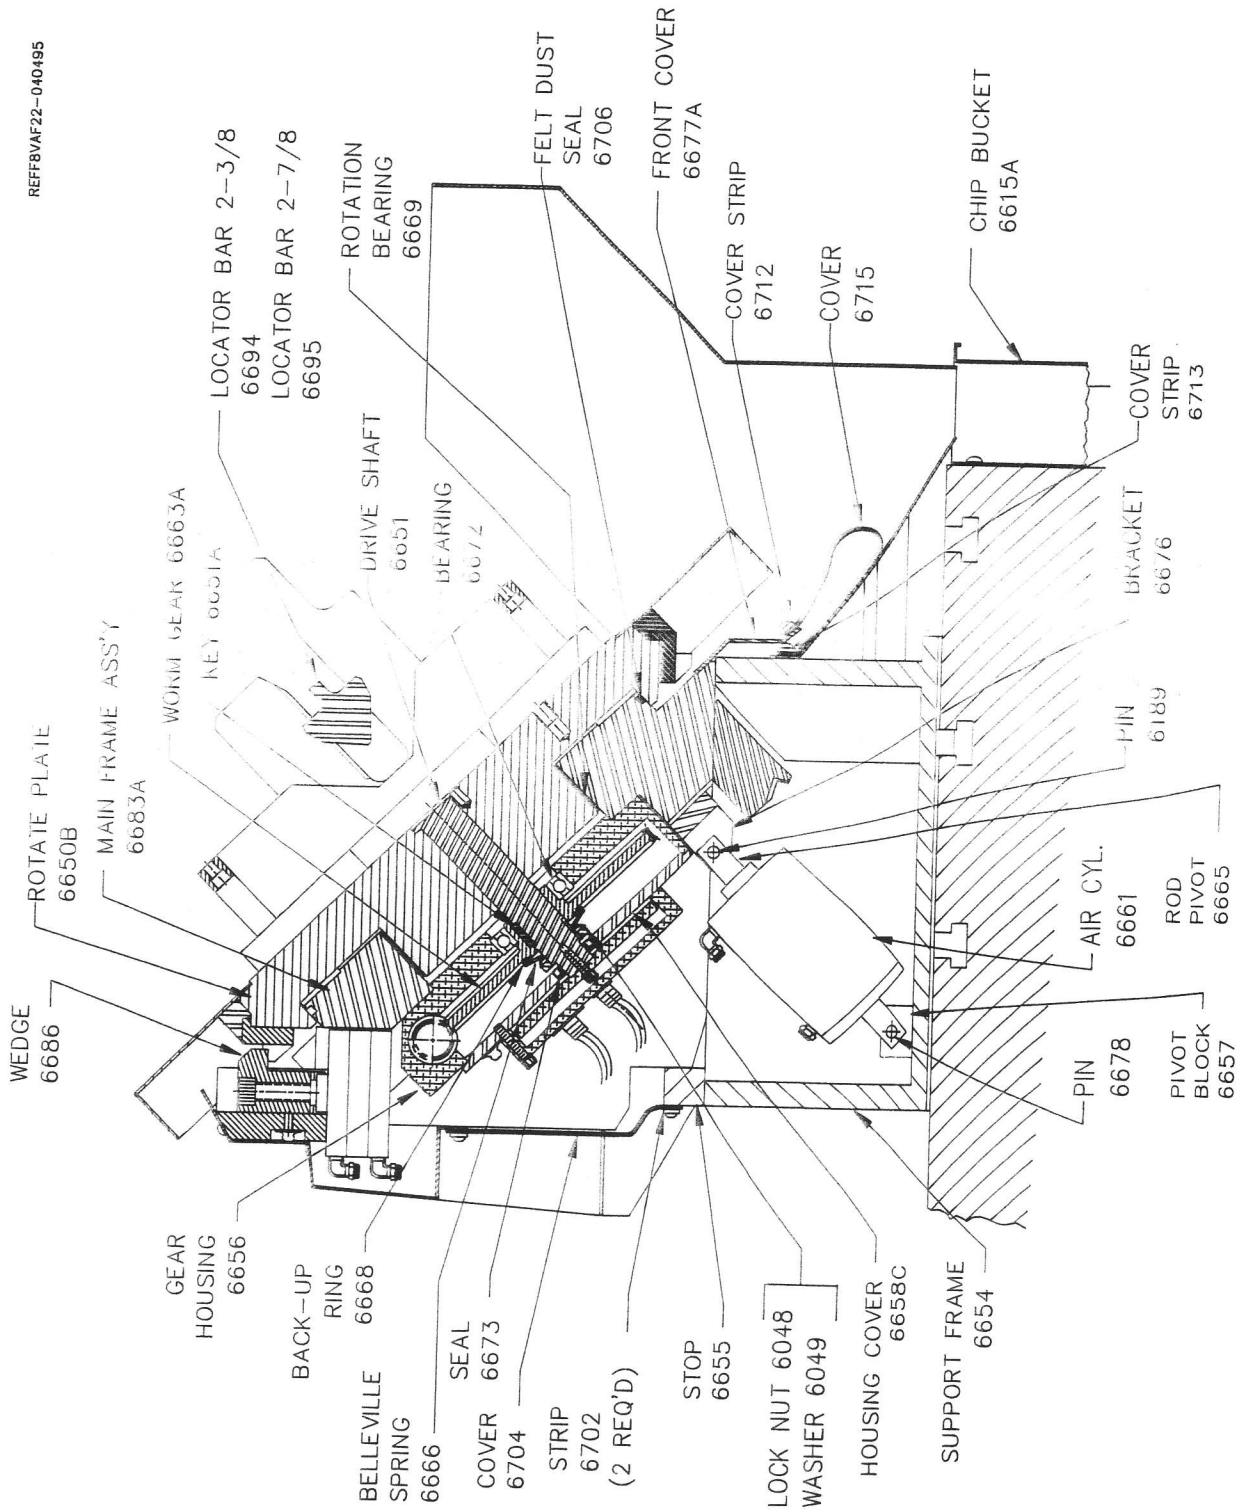 REFF8VAF22-040495
WEDGE
6686
ROTATE PLATE
6650B
MAIN FRAME ASS'Y
6683A
WORM GEAR 6663A
KEY 6651A
LOCATOR BAR 2-3/8
6694
LOCATOR BAR 2-7/8
6695
DRIVE SHAFT
6651
BEARING
6672
ROTATION
BEARING
6669
FELT DUST
SEAL
6706
FRONT COVER
6677A
COVER STRIP
6712
COVER
6715
CHIP BUCKET
6615A
COVER
STRIP
6713
BRACKET
6676
PIN
6189
AIR CYL.
6661
ROD
PIVOT
6665
PIN
6678
PIVOT
BLOCK
6657
GEAR
HOUSING
6656
BACK-UP
RING
6668
BELLEVILLE
SPRING
6666
SEAL
6673
COVER
6704
STRIP
6702
(2 REQ'D)
STOP
6655
LOCK NUT 6048
WASHER 6049
HOUSING COVER
6658C
SUPPORT FRAME
6654